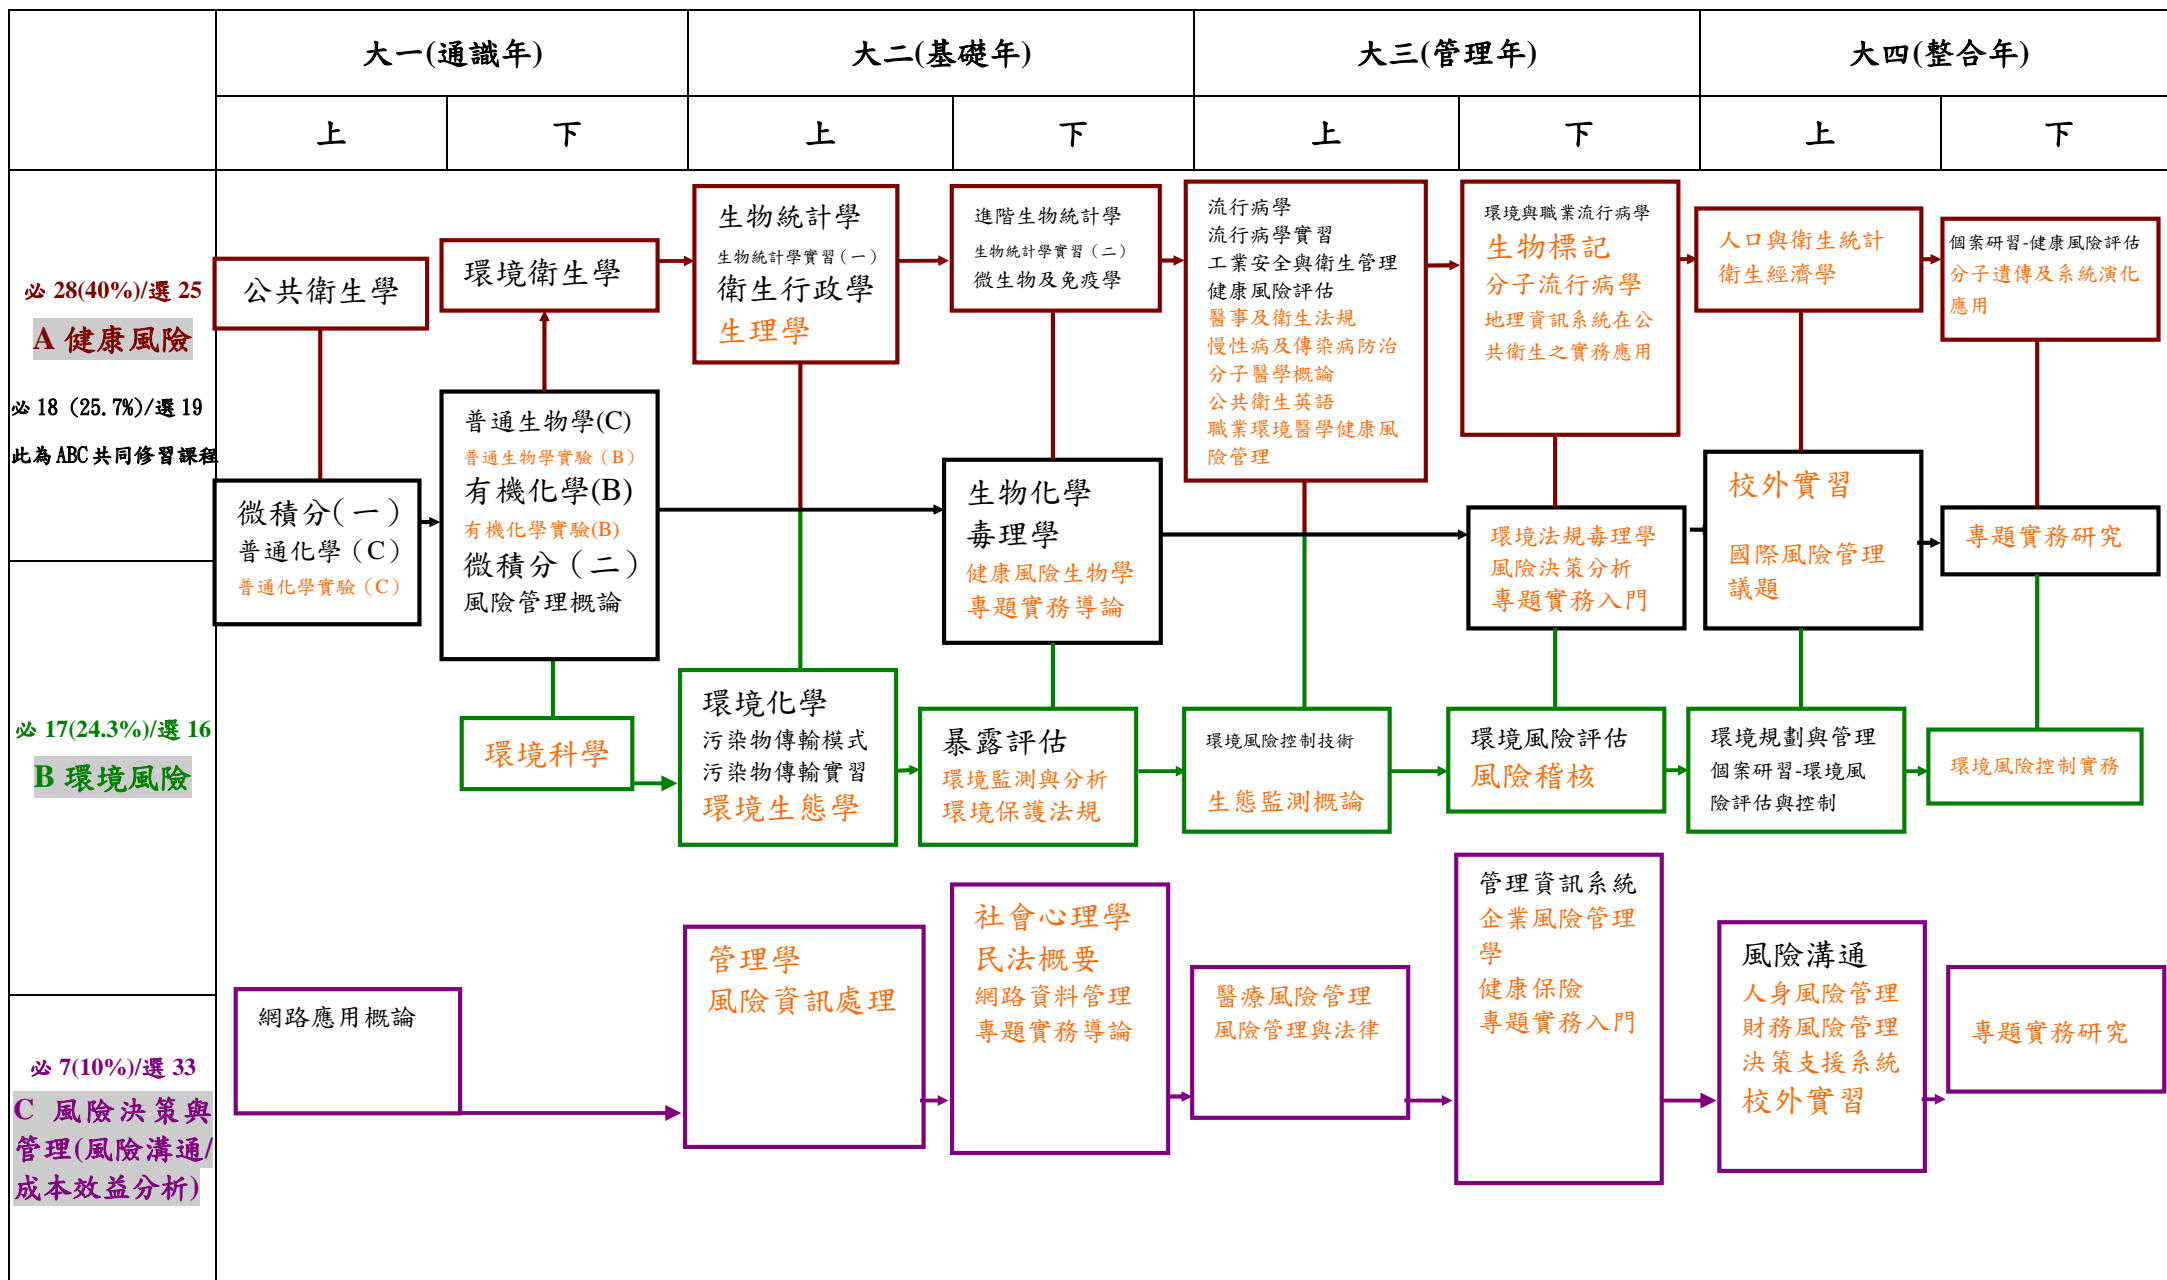 大一(通識年)
大二(基礎年)
大三(管理年)
大四(整合年)
上
下
上
下
上
下
上
下
必 28(40%)/選 25
A 健康風險
必 18 (25.7%)/選 19
此為 ABC 共同修習課程
公共衛生學
環境衛生學
生物統計學
生物統計學實習(一)
衛生行政學
生理學
進階生物統計學
生物統計學實習(二)
微生物及免疫學
流行病學
流行病學實習
工業安全與衛生管理
健康風險評估
醫事及衛生法規
慢性病及傳染病防治
分子醫學概論
公共衛生英語
職業環境醫學健康風
險管理
環境與職業流行病學
生物標記
分子流行病學
地理資訊系統在公
共衛生之實務應用
人口與衛生統計
衛生經濟學
個案研習-健康風險評估
分子遺傳及系統演化
應用
微積分(一)
普通化學(C)
普通化學實驗(C)
普通生物學(C)
普通生物學實驗(B)
有機化學(B)
有機化學實驗(B)
微積分(二)
風險管理概論
生物化學
毒理學
健康風險生物學
專題實務導論
環境法規毒理學
風險決策分析
專題實務入門
校外實習
國際風險管理
議題
專題實務研究
必 17(24.3%)/選 16
B 環境風險
環境科學
環境化學
污染物傳輸模式
污染物傳輸實習
環境生態學
暴露評估
環境監測與分析
環境保護法規
環境風險控制技術
生態監測概論
環境風險評估
風險稽核
環境規劃與管理
個案研習-環境風
險評估與控制
環境風險控制實務
必 7(10%)/選 33
C 風險決策與
管理(風險溝通/
成本效益分析)
網路應用概論
管理學
風險資訊處理
社會心理學
民法概要
網路資料管理
專題實務導論
醫療風險管理
風險管理與法律
管理資訊系統
企業風險管理
學
健康保險
專題實務入門
風險溝通
人身風險管理
財務風險管理
決策支援系統
校外實習
專題實務研究